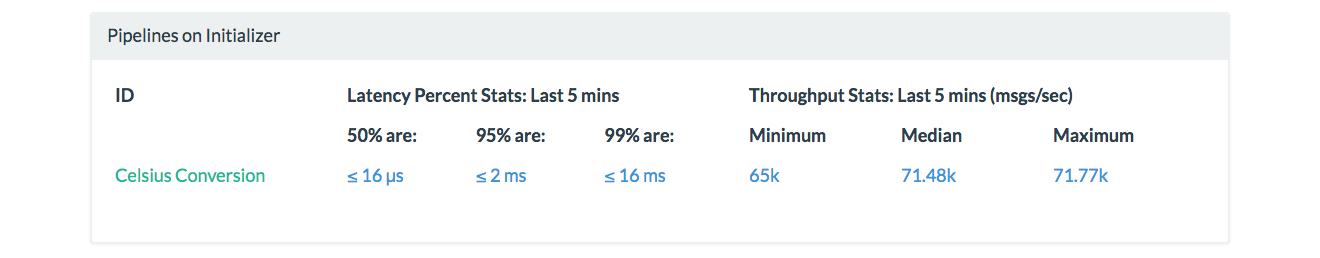 Pipelines on Initializer
ID Latency Percent Stats: Last 5 mins Throughput Stats: Last 5 mins (msgs/sec)
50% are: 95% are: 99% are: Minimum Median Maximum
Celsius Conversion ≤ 16 μs ≤ 2 ms ≤ 16 ms 65k 71.48k 71.77k